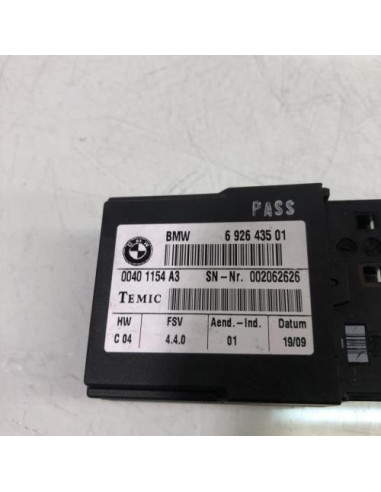 PASS
BMW 6 926 435 01
0040 1154 A3 SN-Nr. 002062626
TEMIC
HW FSV Aend.-ind. Datum
C 04 4.4.0 01 19/09